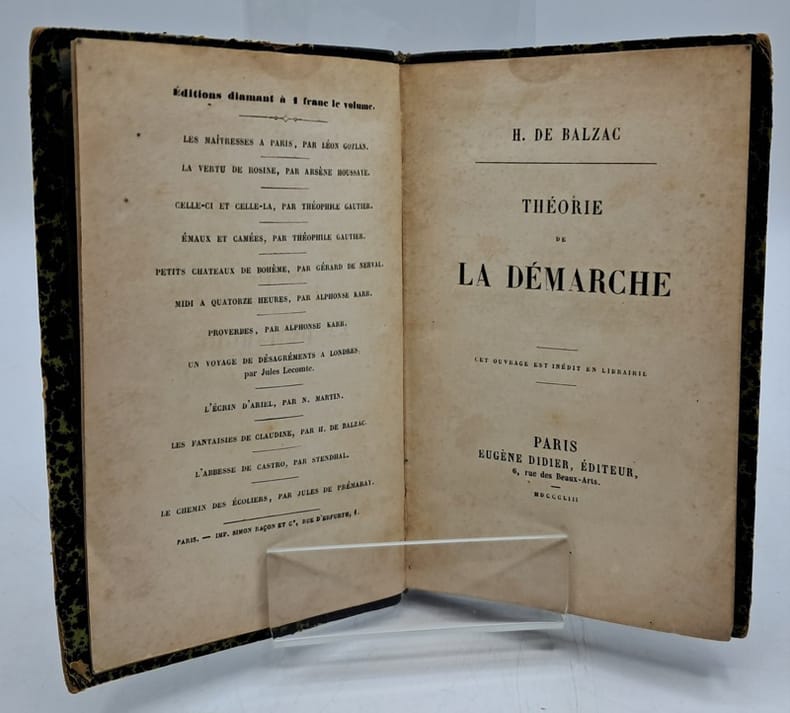 Éditions diamant à 1 franc le volume.
LES MAÎTRESSES A PARIS, PAR LÉON GOZLAN.
LA VERTU DE ROSINE, PAR ARSÈNE HOUSSAYE.
CELLE-CI ET CELLE-LA, PAR THÉOPHILE GAUTIER.
ÉMAUX ET CAMÉES, PAR THÉOPHILE GAUTIER.
PETITS CHATEAUX DE BOHÈME, PAR GÉRARD DE NERVAL.
MIDI A QUATORZE HEURES, PAR ALPHONSE KARR.
PROVERBES, PAR ALPHONSE KARR.
UN VOYAGE DE DÉSAGRÉMENTS A LONDRES,
par Jules Lecomte.
L'ÉCRIN D'ARIEL, PAR N. MARTIN.
LES FANTAISIES DE CLAUDINE, PAR H. DE BALZAC.
L'ABBESSE DE CASTRO, PAR STENDHAL.
LE CHEMIN DES ÉCOLIERS, PAR JULES DE PRÉMARAY.
PARIS. — IMP. SIMON RAÇON ET Cᵉ, RUE D'ERFURTH, 1.
H. DE BALZAC
THÉORIE
DE
LA DÉMARCHE
CET OUVRAGE EST INÉDIT EN LIBRAIRIE
PARIS
EUGÈNE DIDIER, ÉDITEUR,
6, rue des Beaux-Arts.
MDCCCLIII